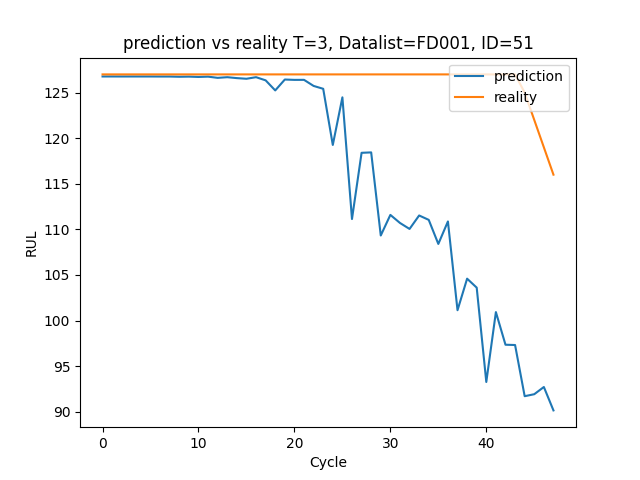 prediction vs reality T=3, Datalist=FD001, ID=51
prediction
reality
RUL
125
120
115
110
105
100
95
90
0 10 20 30 40
Cycle